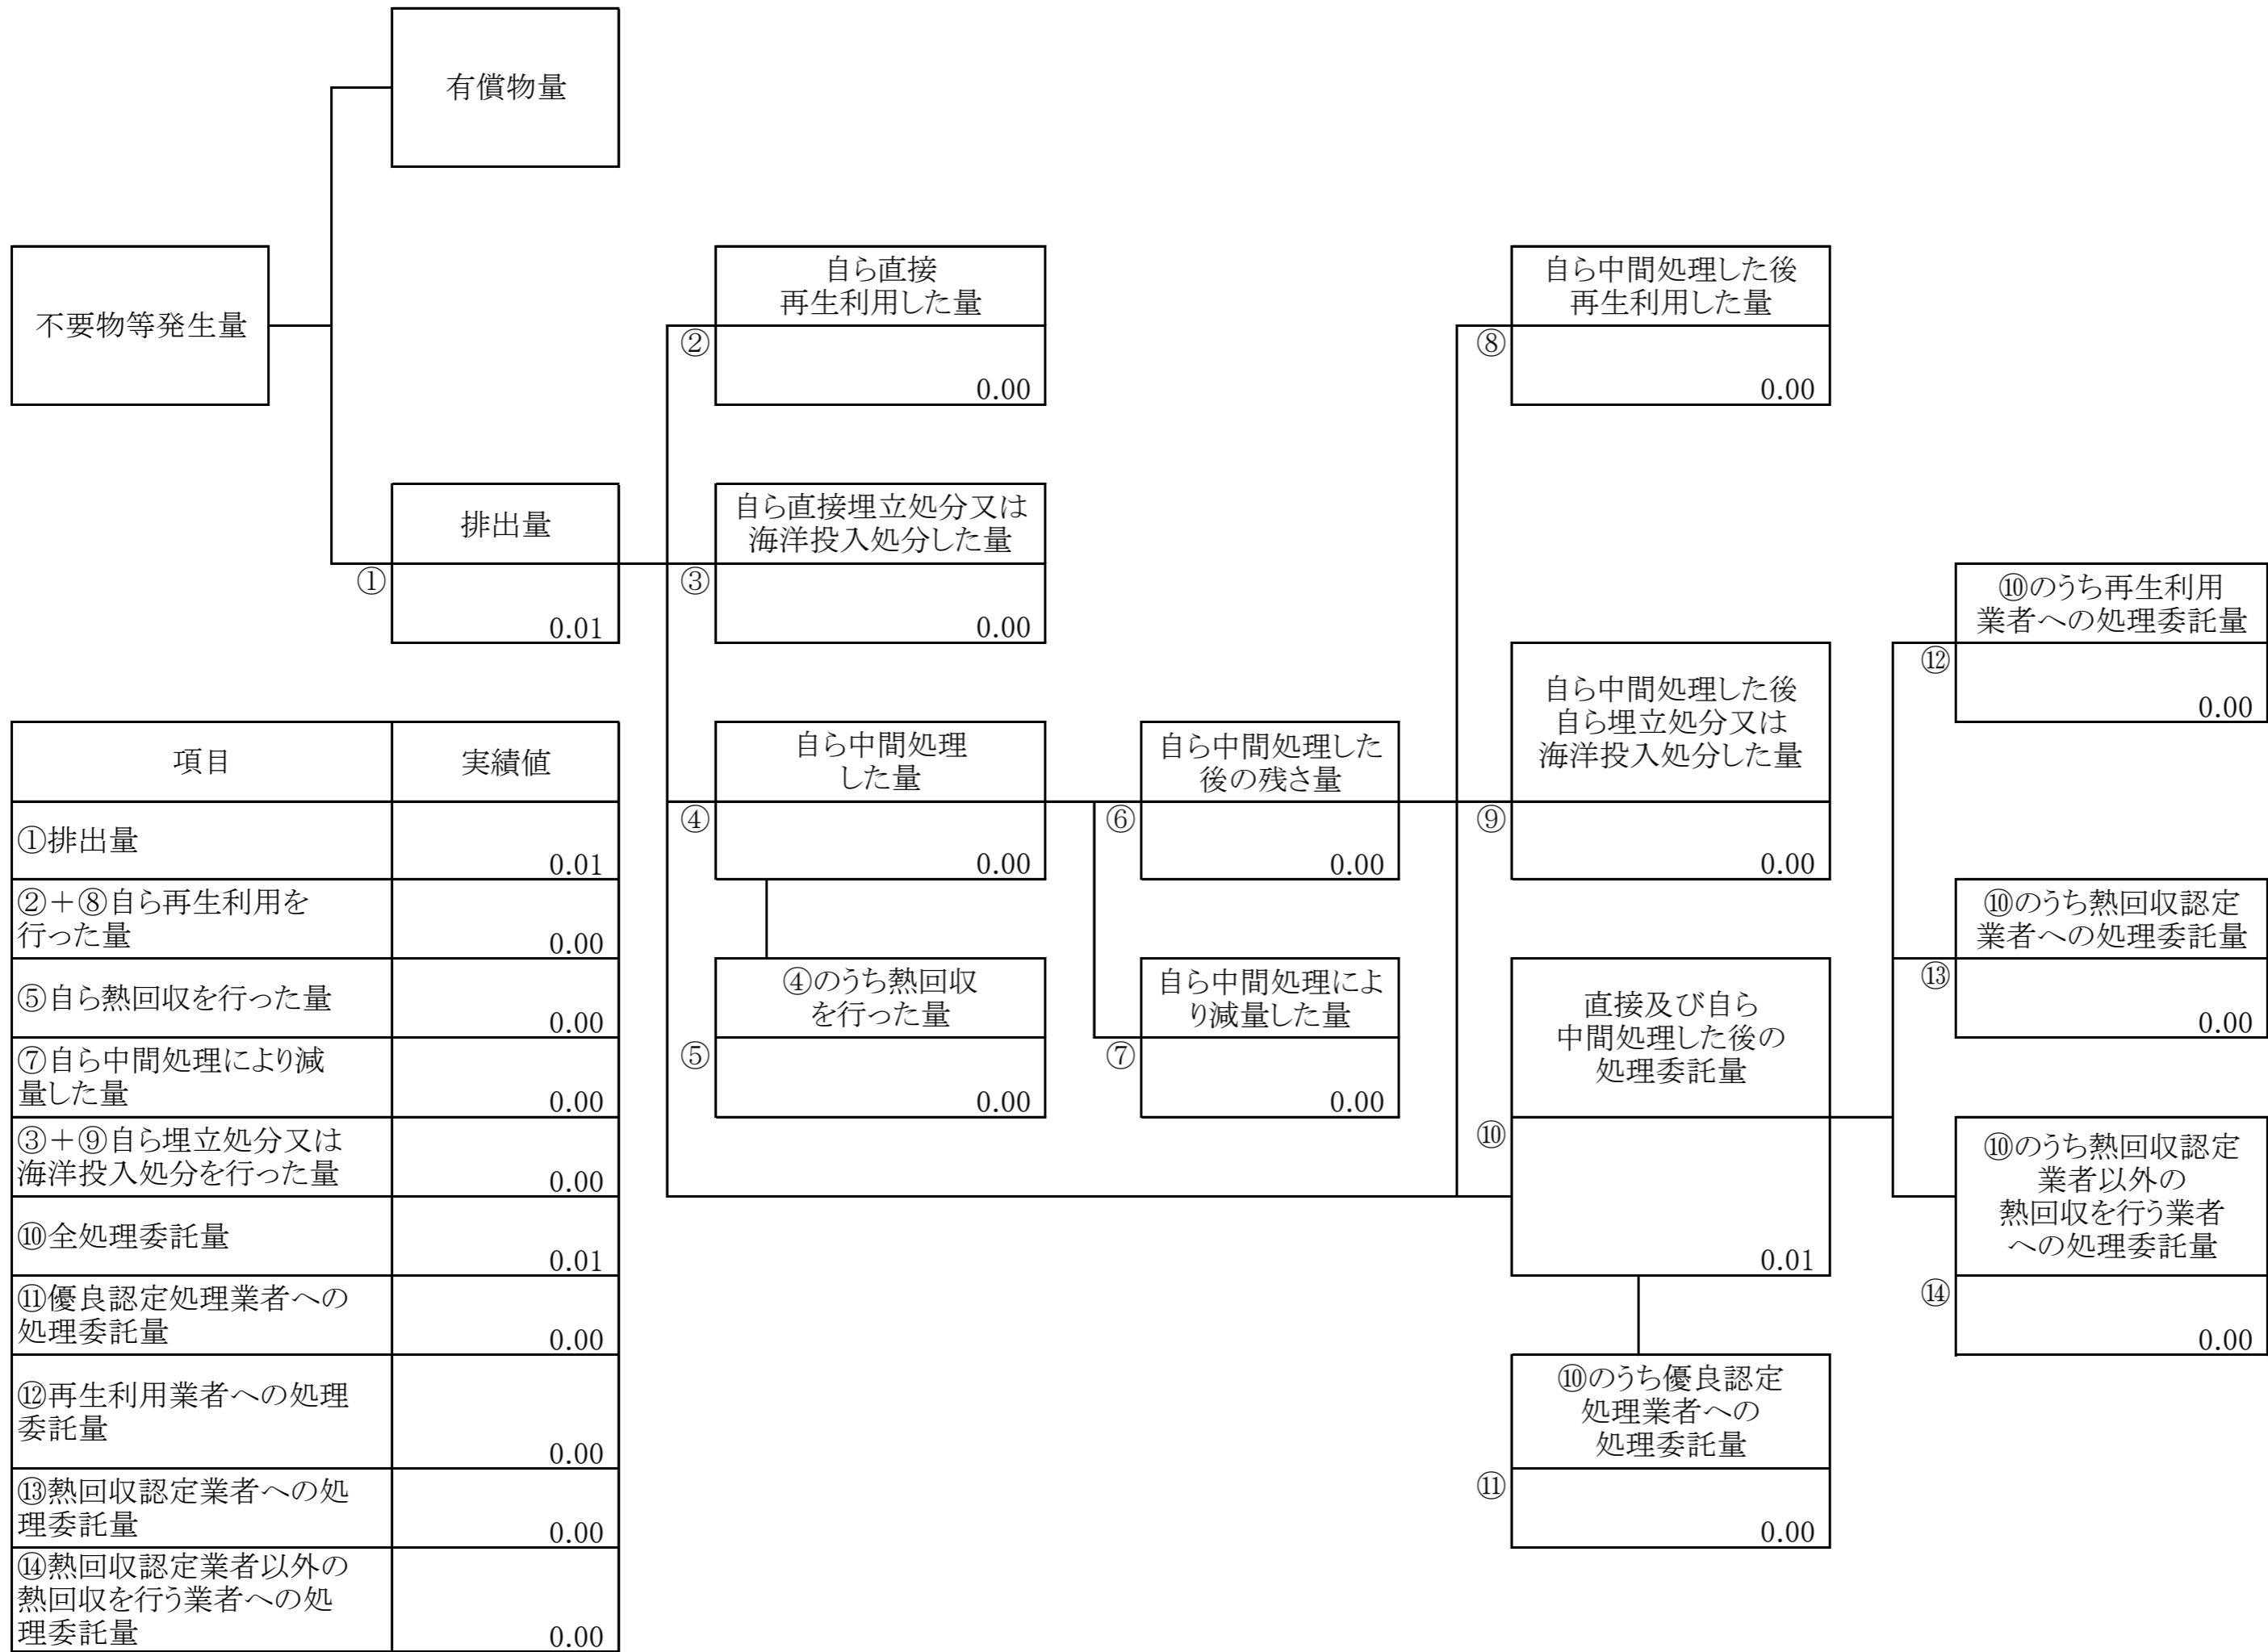 有償物量
不要物等発生量
排出量
①
0.01
自ら直接
再生利用した量
②
0.00
自ら直接埋立処分又は
海洋投入処分した量
③
0.00
自ら中間処理
した量
④
0.00
④のうち熱回収
を行った量
⑤
0.00
自ら中間処理した
後の残さ量
⑥
0.00
自ら中間処理によ
り減量した量
⑦
0.00
自ら中間処理した後
再生利用した量
⑧
0.00
自ら中間処理した後
自ら埋立処分又は
海洋投入処分した量
⑨
0.00
直接及び自ら
中間処理した後の
処理委託量
⑩
0.01
⑩のうち優良認定
処理業者への
処理委託量
⑪
0.00
⑩のうち再生利用
業者への処理委託量
⑫
0.00
⑩のうち熱回収認定
業者への処理委託量
⑬
0.00
⑩のうち熱回収認定
業者以外の
熱回収を行う業者
への処理委託量
⑭
0.00
項目 実績値
①排出量
0.01
②+⑧自ら再生利用を
行った量
0.00
⑤自ら熱回収を行った量
0.00
⑦自ら中間処理により減
量した量
0.00
③+⑨自ら埋立処分又は
海洋投入処分を行った量
0.00
⑩全処理委託量
0.01
⑪優良認定処理業者への
処理委託量
0.00
⑫再生利用業者への処理
委託量
0.00
⑬熱回収認定業者への処
理委託量
0.00
⑭熱回収認定業者以外の
熱回収を行う業者への処
理委託量
0.00